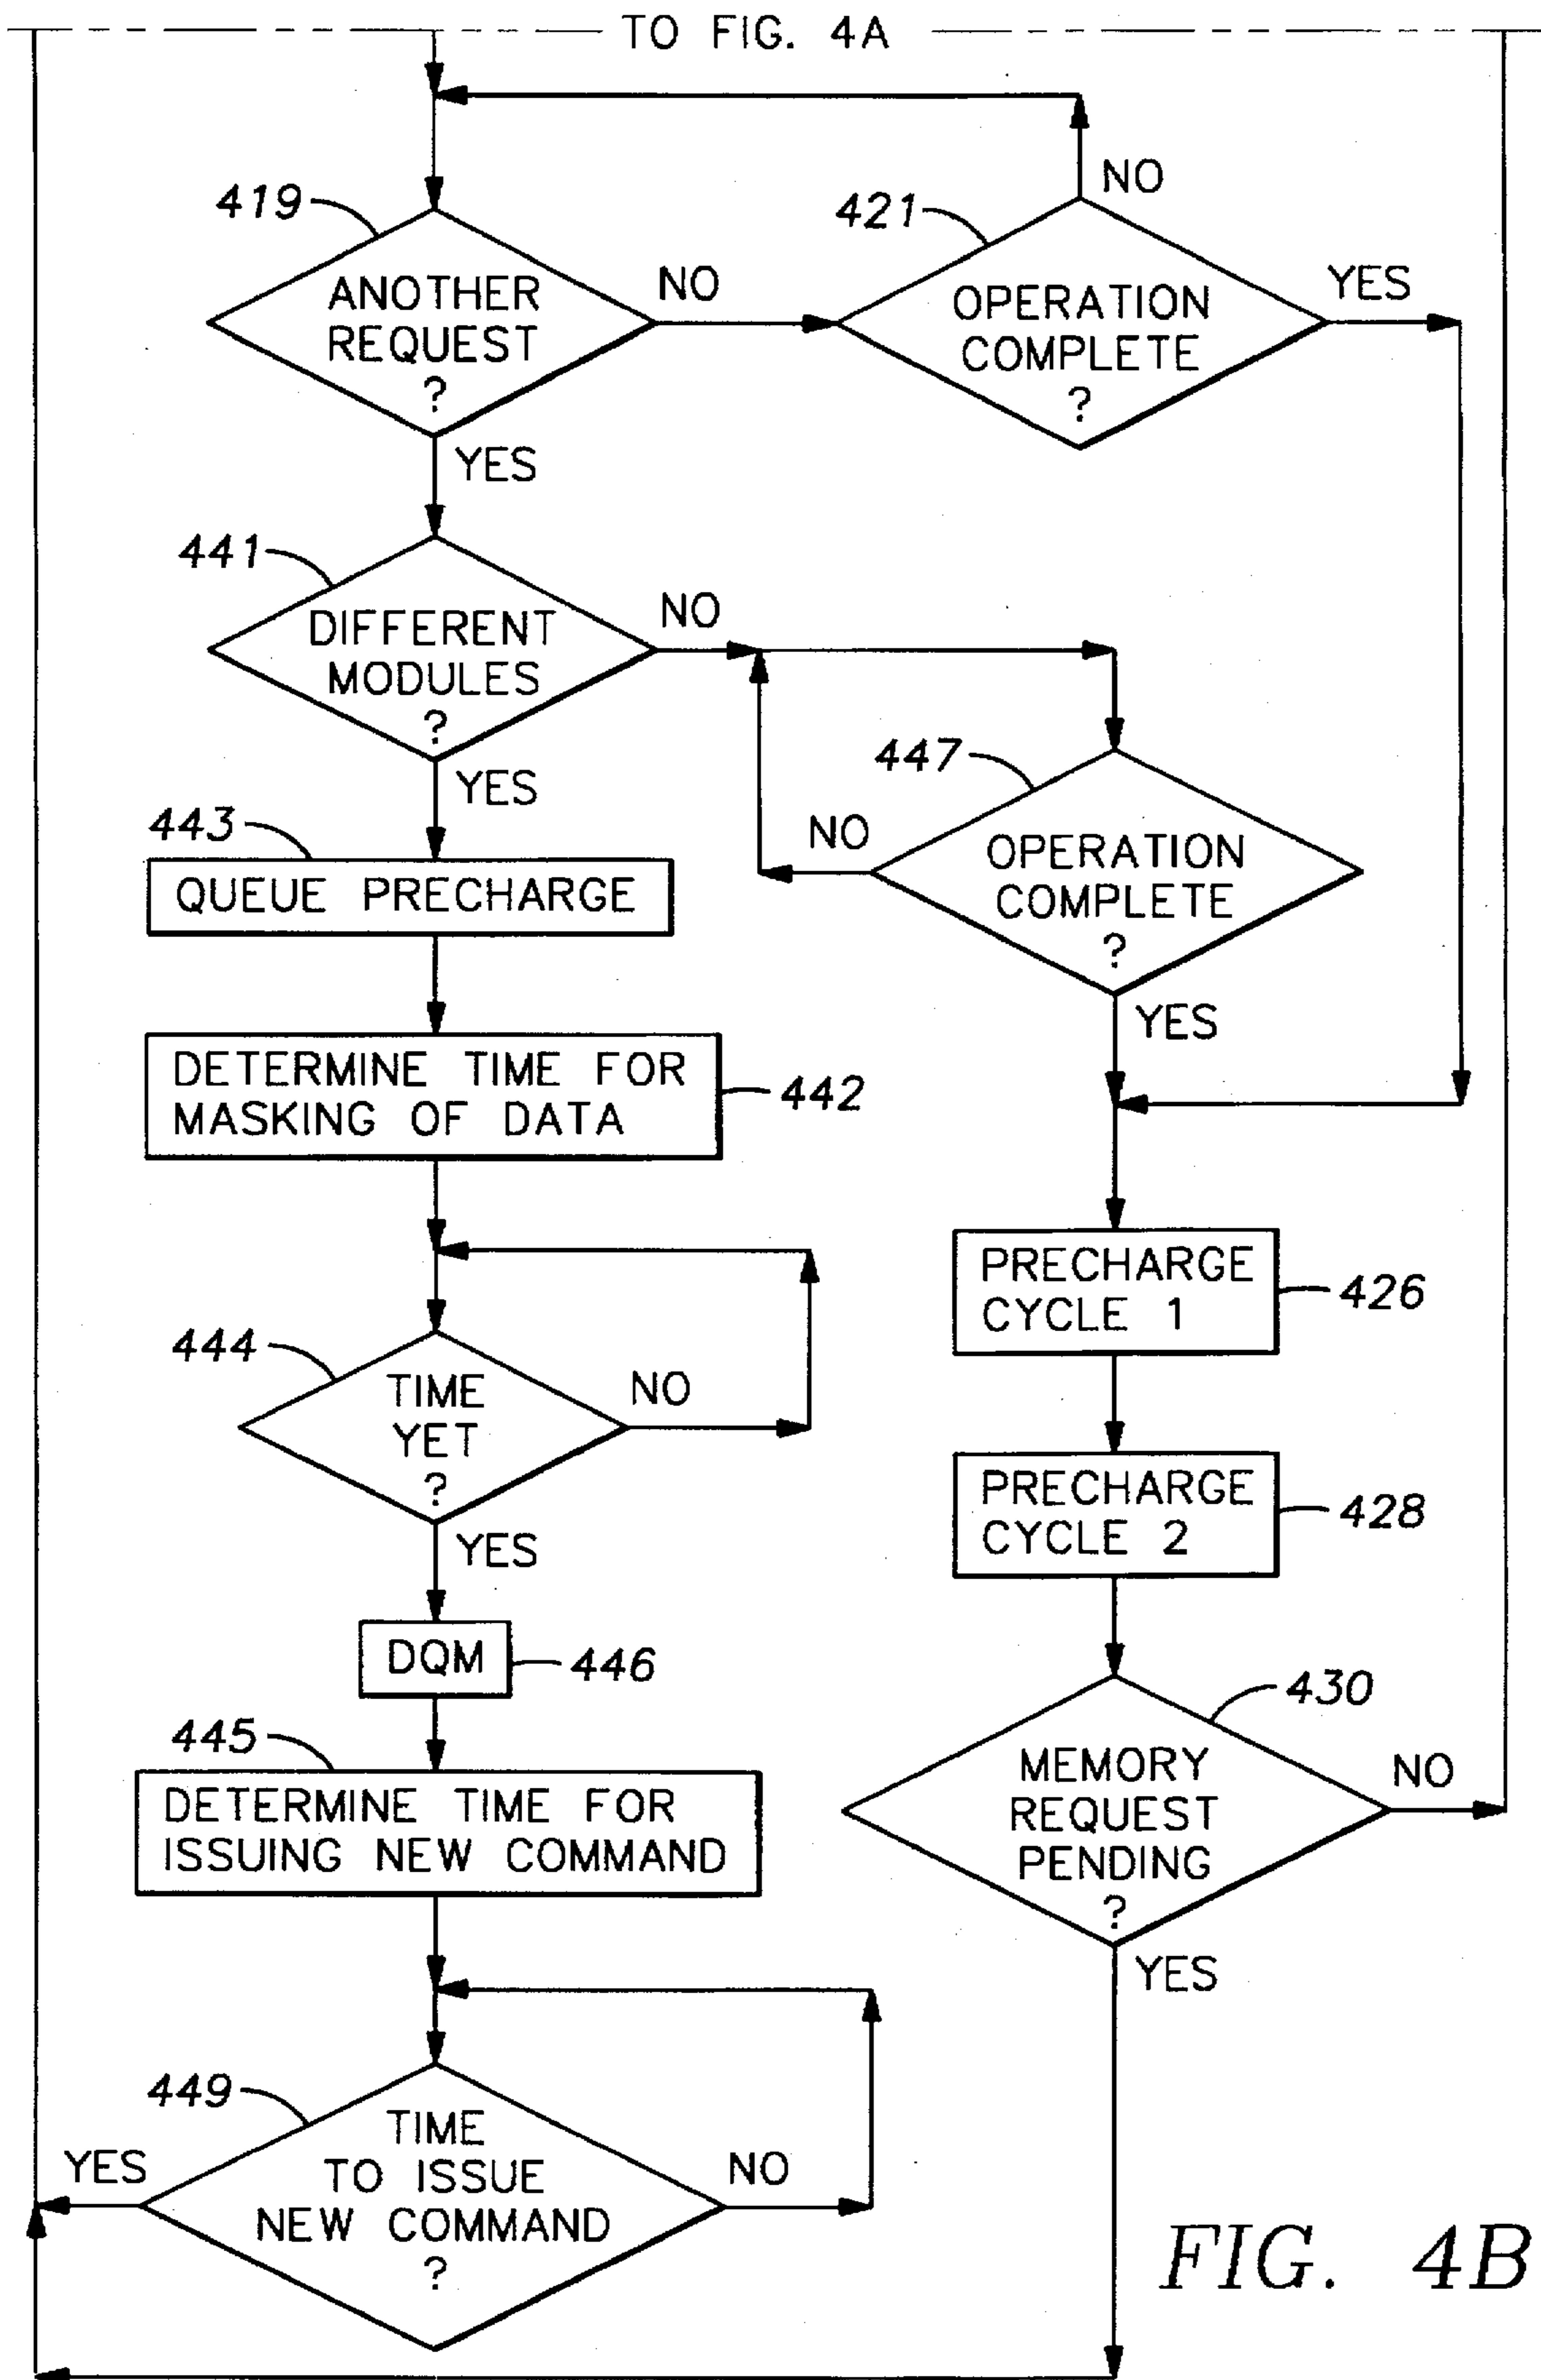 TO FIG. 4A
NO
419
421
ANOTHER
REQUEST
?
NO
OPERATION
COMPLETE
?
YES
YES
441
DIFFERENT
MODULES
?
NO
447
YES
443
QUEUE PRECHARGE
NO
OPERATION
COMPLETE
?
YES
DETERMINE TIME FOR
MASKING OF DATA
442
PRECHARGE
CYCLE 1
426
444
TIME
YET
?
NO
PRECHARGE
CYCLE 2
428
YES
DQM
446
430
445
DETERMINE TIME FOR
ISSUING NEW COMMAND
MEMORY
REQUEST
PENDING
?
NO
YES
449
TIME
TO ISSUE
NEW COMMAND
?
YES
NO
FIG. 4B